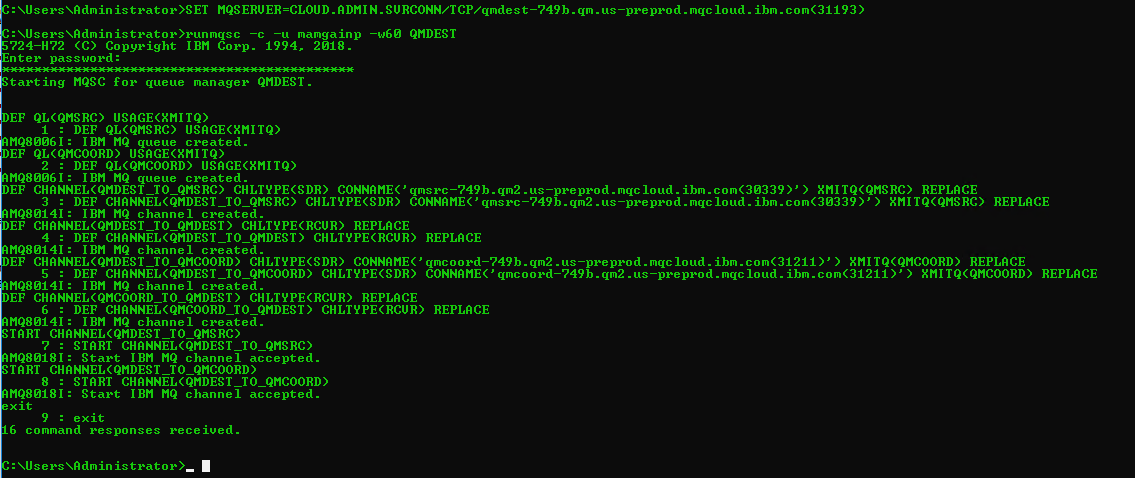 C:\Users\Administrator>SET MQSERVER=CLOUD.ADMIN.SVRCONN/TCP/qmdest-749b.qm.us-preprod.mqcloud.ibm.com(31193)
C:\Users\Administrator>runmqsc -c -u mamgainp -w60 QMDEST
5724-H72 (C) Copyright IBM Corp. 1994, 2018.
Enter password:
********************************************
Starting MQSC for queue manager QMDEST.
DEF QL(QMSRC) USAGE(XMITQ)
1 : DEF QL(QMSRC) USAGE(XMITQ)
AMQ8006I: IBM MQ queue created.
DEF QL(QMCOORD) USAGE(XMITQ)
2 : DEF QL(QMCOORD) USAGE(XMITQ)
AMQ8006I: IBM MQ queue created.
DEF CHANNEL(QMDEST_TO_QMSRC) CHLTYPE(SDR) CONNAME('qmsrc-749b.qm2.us-preprod.mqcloud.ibm.com(30339)') XMITQ(QMSRC) REPLACE
3 : DEF CHANNEL(QMDEST_TO_QMSRC) CHLTYPE(SDR) CONNAME('qmsrc-749b.qm2.us-preprod.mqcloud.ibm.com(30339)') XMITQ(QMSRC) REPLACE
AMQ8014I: IBM MQ channel created.
DEF CHANNEL(QMDEST_TO_QMDEST) CHLTYPE(RCVR) REPLACE
4 : DEF CHANNEL(QMDEST_TO_QMDEST) CHLTYPE(RCVR) REPLACE
AMQ8014I: IBM MQ channel created.
DEF CHANNEL(QMDEST_TO_QMCOORD) CHLTYPE(SDR) CONNAME('qmcoord-749b.qm2.us-preprod.mqcloud.ibm.com(31211)') XMITQ(QMCOORD) REPLACE
5 : DEF CHANNEL(QMDEST_TO_QMCOORD) CHLTYPE(SDR) CONNAME('qmcoord-749b.qm2.us-preprod.mqcloud.ibm.com(31211)') XMITQ(QMCOORD) REPLACE
AMQ8014I: IBM MQ channel created.
DEF CHANNEL(QMCOORD_TO_QMDEST) CHLTYPE(RCVR) REPLACE
6 : DEF CHANNEL(QMCOORD_TO_QMDEST) CHLTYPE(RCVR) REPLACE
AMQ8014I: IBM MQ channel created.
START CHANNEL(QMDEST_TO_QMSRC)
7 : START CHANNEL(QMDEST_TO_QMSRC)
AMQ8018I: Start IBM MQ channel accepted.
START CHANNEL(QMDEST_TO_QMCOORD)
8 : START CHANNEL(QMDEST_TO_QMCOORD)
AMQ8018I: Start IBM MQ channel accepted.
exit
9 : exit
16 command responses received.
C:\Users\Administrator>